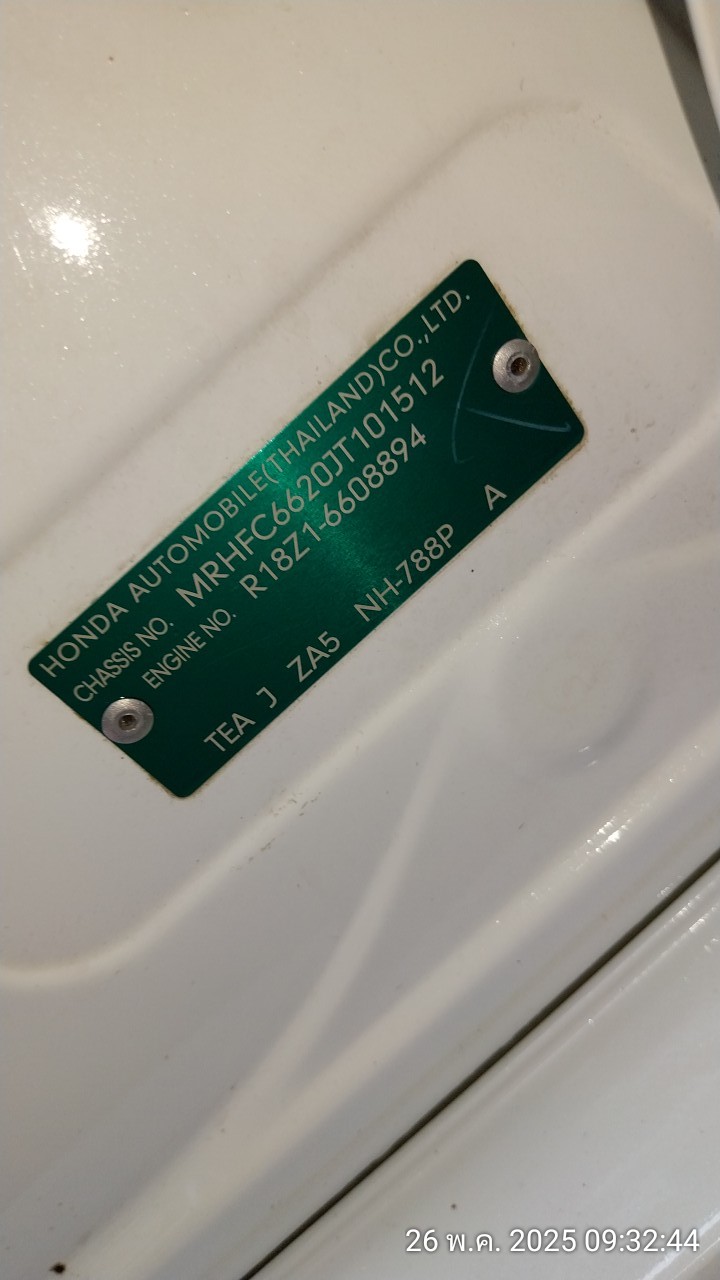 HONDA AUTOMOBILE(THAILAND)CO.,LTD.
CHASSIS NO. MRHFC6620JT101512
ENGINE NO. R18Z1-6608894
TEA J ZA5 NH-788P A
26 พ.ค. 2025 09:32:44